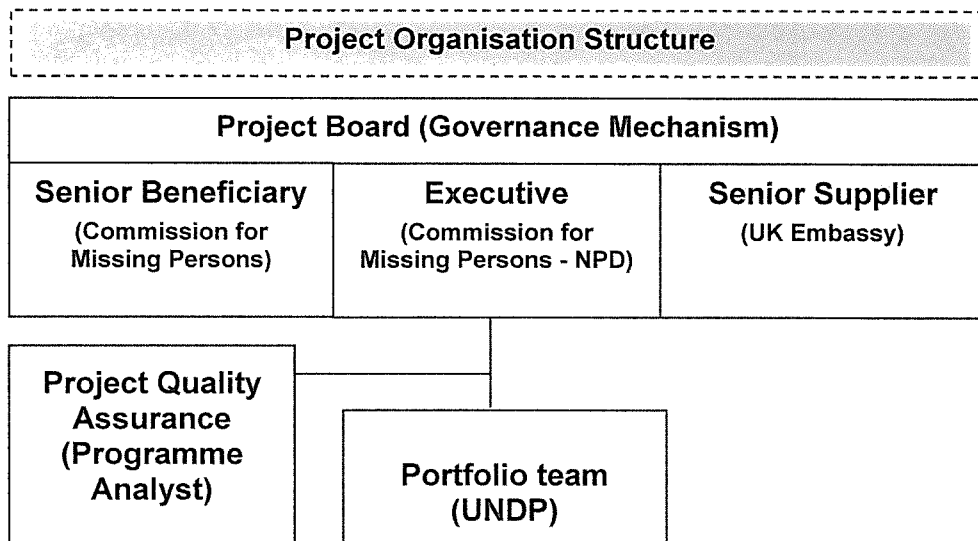 Project Organisation Structure
Project Board (Governance Mechanism)
Senior Beneficiary
(Commission for
Missing Persons)
Executive
(Commission for
Missing Persons - NPD)
Senior Supplier
(UK Embassy)
Project Quality
Assurance
(Programme
Analyst)
Portfolio team
(UNDP)